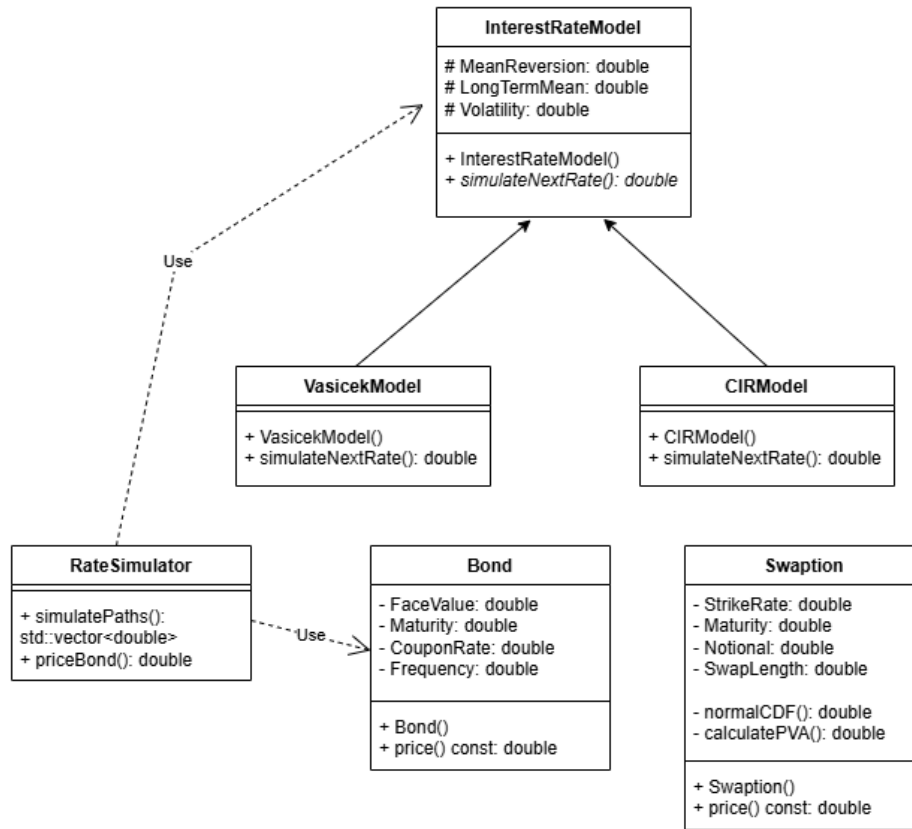 InterestRateModel
# MeanReversion: double
# LongTermMean: double
# Volatility: double
+ InterestRateModel()
+ simulateNextRate(): double
Use
VasicekModel
+ VasicekModel()
+ simulateNextRate(): double
CIRModel
+ CIRModel()
+ simulateNextRate(): double
RateSimulator
+ simulatePaths():
std::vector<double>
+ priceBond(): double
Use
Bond
- FaceValue: double
- Maturity: double
- CouponRate: double
- Frequency: double
+ Bond()
+ price() const: double
Swaption
- StrikeRate: double
- Maturity: double
- Notional: double
- SwapLength: double
- normalCDF(): double
- calculatePVA(): double
+ Swaption()
+ price() const: double